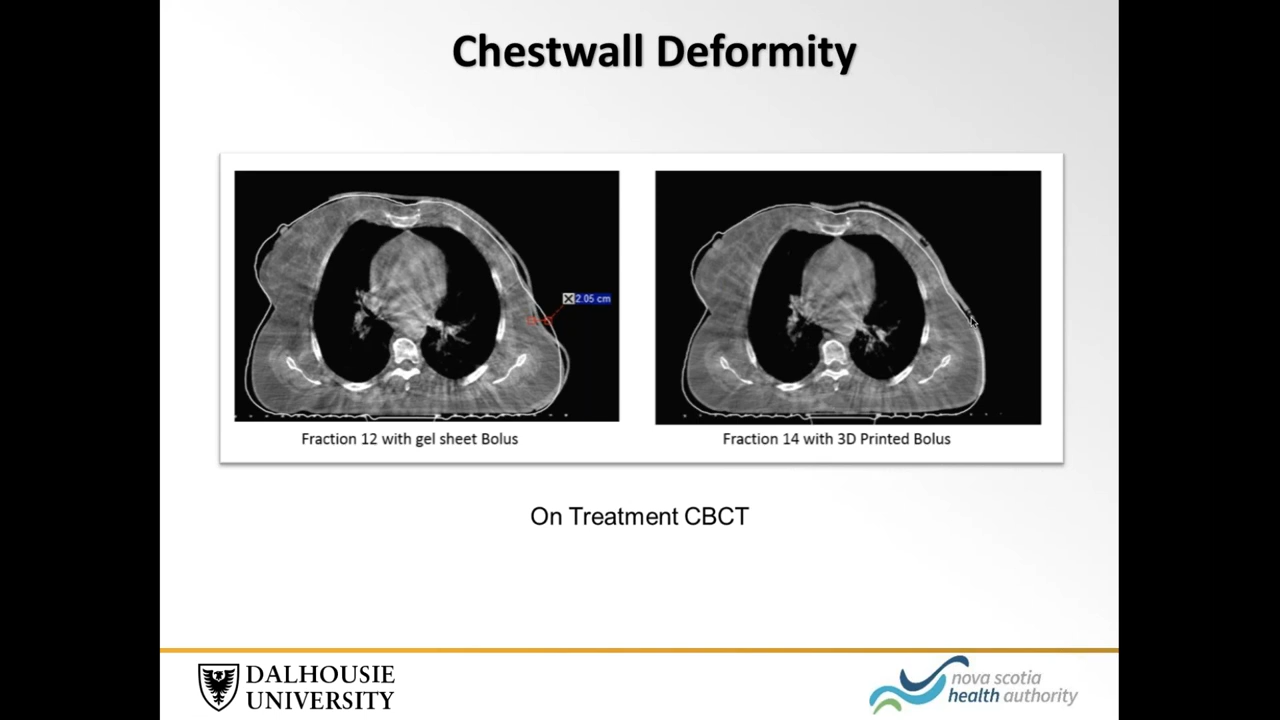 Chestwall Deformity
2.05 cm
Fraction 12 with gel sheet Bolus
Fraction 14 with 3D Printed Bolus
On Treatment CBCT
DALHOUSIE
UNIVERSITY
nova scotia
health authority